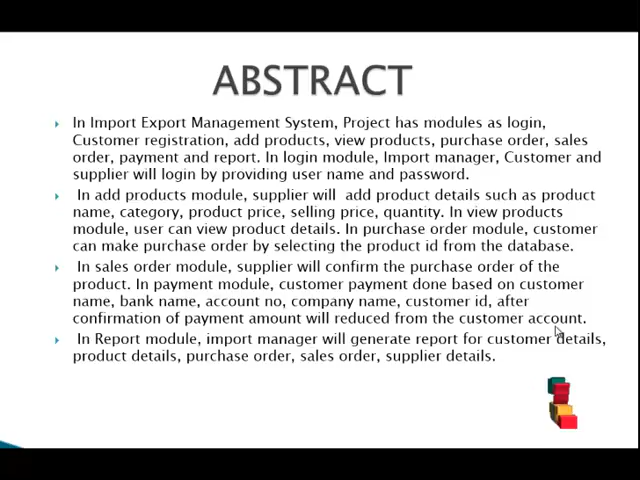 ABSTRACT
In Import Export Management System, Project has modules as login,
Customer registration, add products, view products, purchase order, sales
order, payment and report. In login module, Import manager, Customer and
supplier will login by providing user name and password.
In add products module, supplier will add product details such as product
name, category, product price, selling price, quantity. In view products
module, user can view product details. In purchase order module, customer
can make purchase order by selecting the product id from the database.
In sales order module, supplier will confirm the purchase order of the
product. In payment module, customer payment done based on customer
name, bank name, account no, company name, customer id, after
confirmation of payment amount will reduced from the customer account.
In Report module, import manager will generate report for customer details,
product details, purchase order, sales order, supplier details.